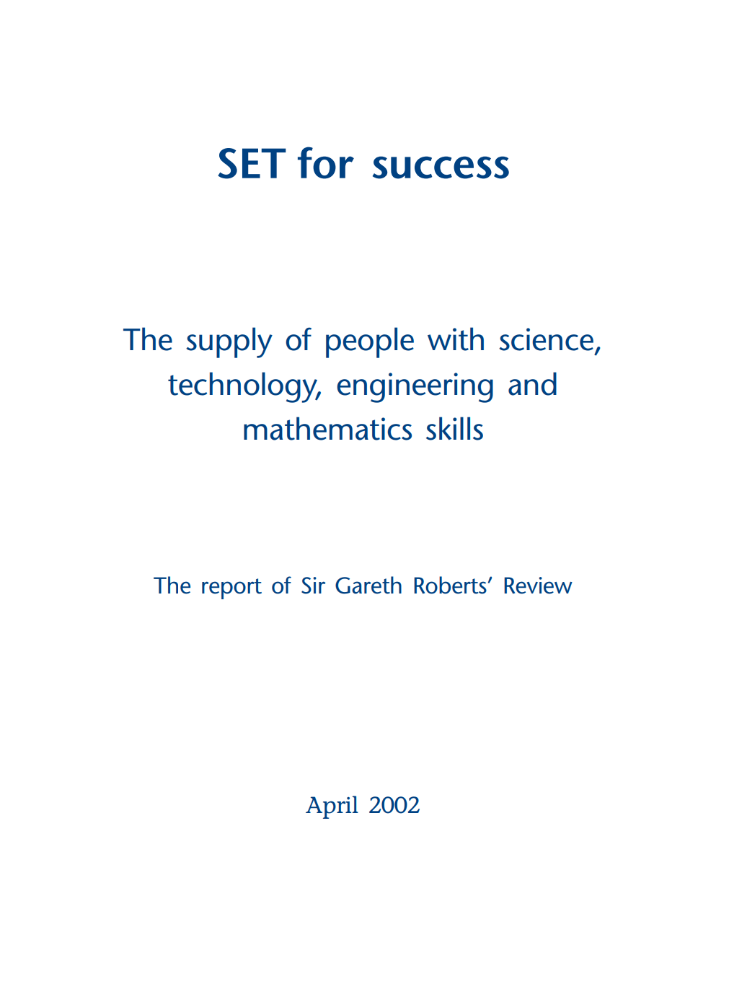 SET for success
The supply of people with science,
technology, engineering and
mathematics skills
The report of Sir Gareth Roberts’ Review
April 2002